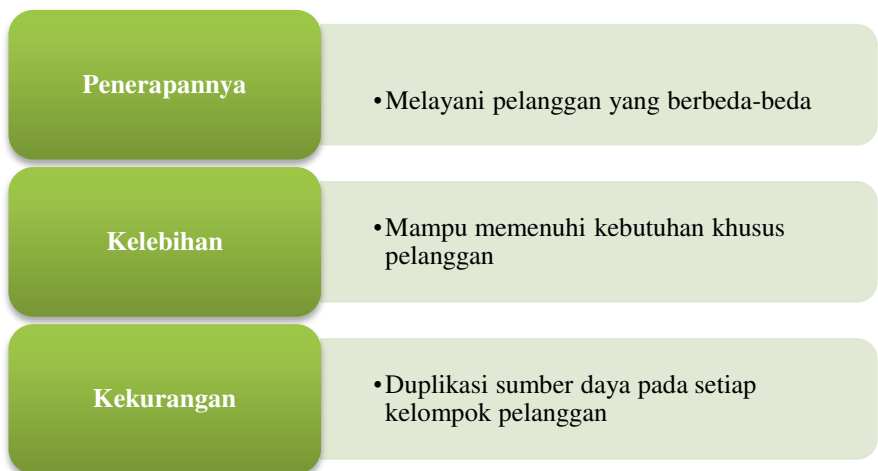 Penerapannya
•Melayani pelanggan yang berbeda-beda
Kelebihan
•Mampu memenuhi kebutuhan khusus
pelanggan
Kekurangan
•Duplikasi sumber daya pada setiap
kelompok pelanggan